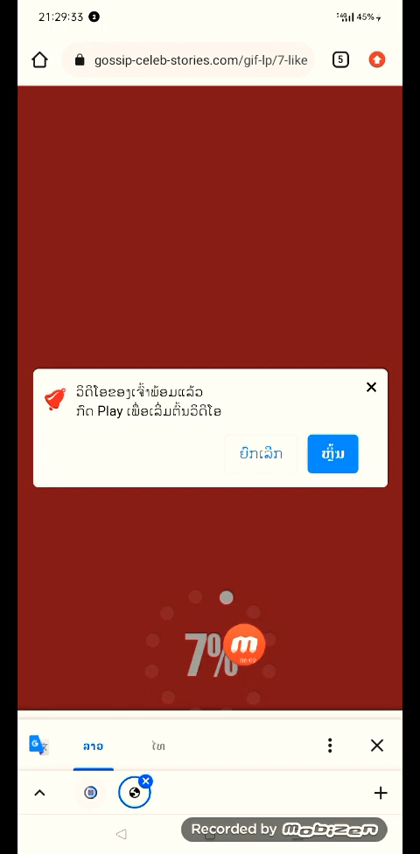 21:29:33 2
45%
gossip-celeb-stories.com/gif-lp/7-like
5
ວິດີໂອຂອງເຈົ້າພ້ອມແລ້ວ
ກົດ Play ເພື່ອເລີ່ມຕົ້ນວິດີໂອ
ຍົກເລີກ
ຫຼິ້ນ
7%
m
ລາວ
ໄທ
Recorded by mobizen